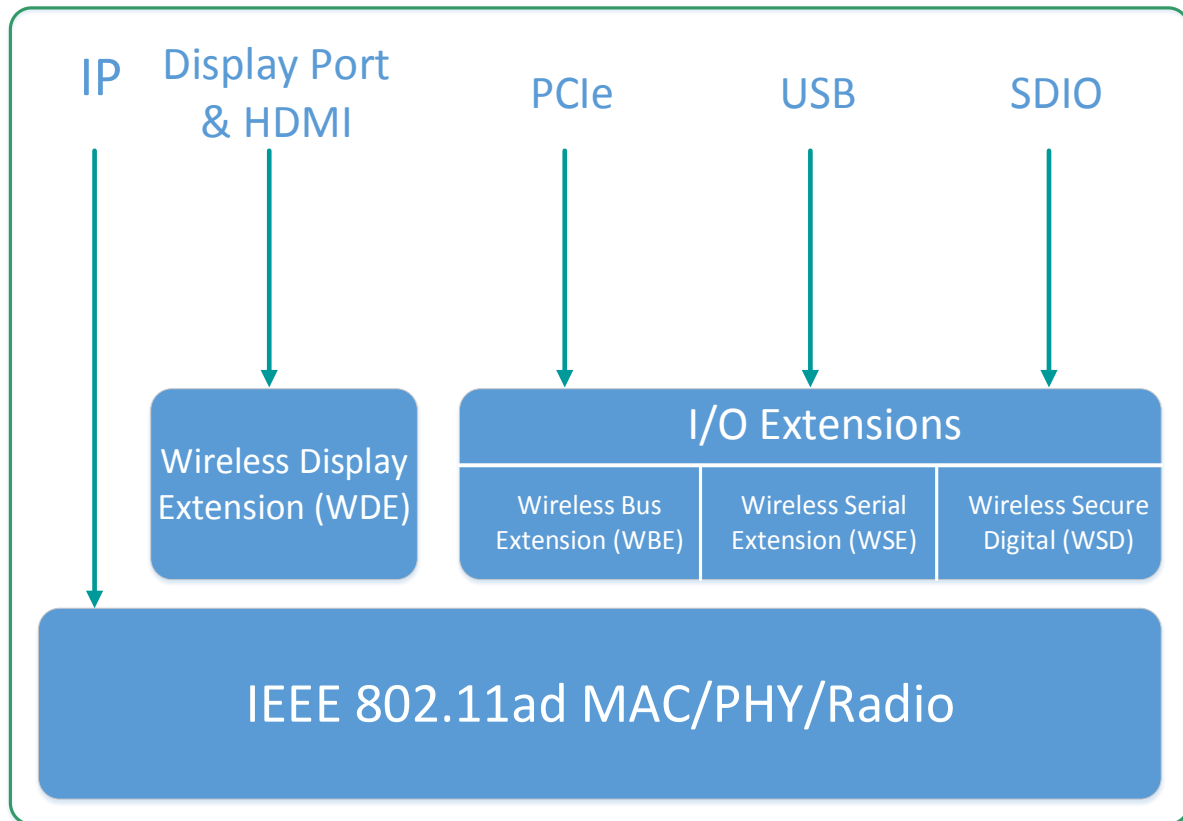 IP
Display Port
& HDMI
PCIe
USB
SDIO
Wireless Display
Extension (WDE)
I/O Extensions
Wireless Bus
Extension (WBE)
Wireless Serial
Extension (WSE)
Wireless Secure
Digital (WSD)
IEEE 802.11ad MAC/PHY/Radio